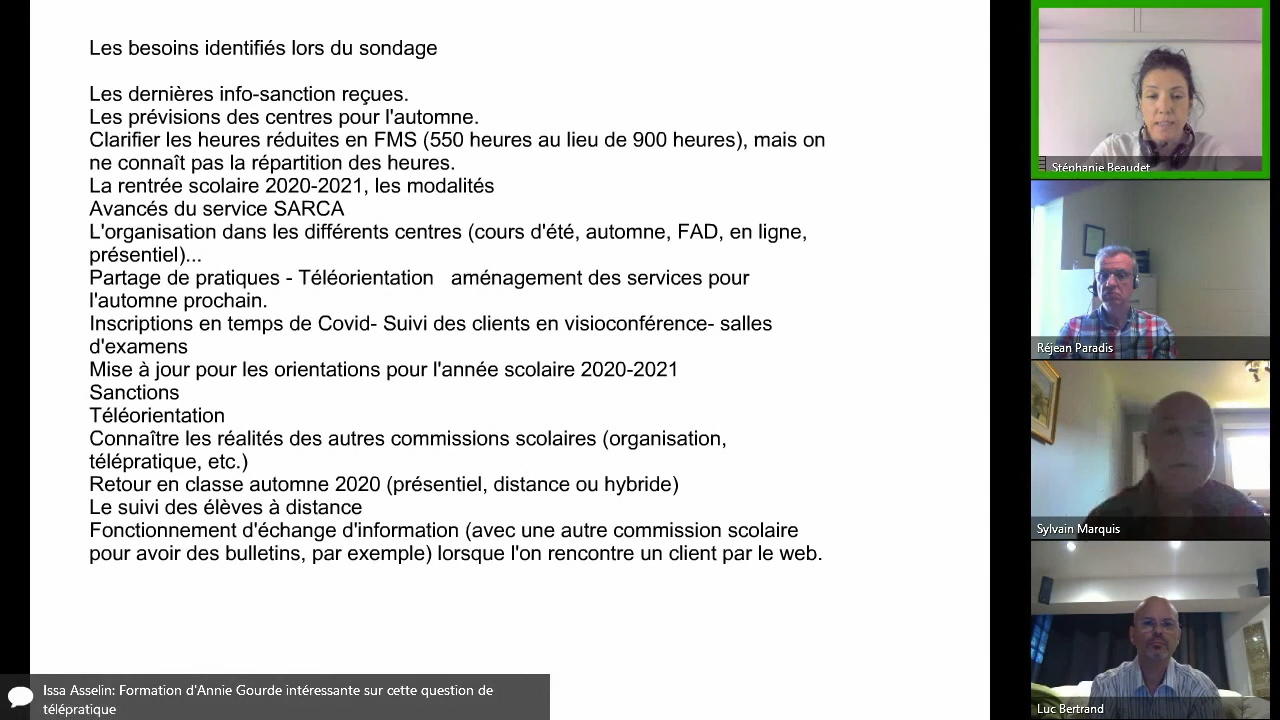 Les besoins identifiés lors du sondage
Les dernières info-sanction reçues.
Les prévisions des centres pour l'automne.
Clarifier les heures réduites en FMS (550 heures au lieu de 900 heures), mais on
ne connaît pas la répartition des heures.
La rentrée scolaire 2020-2021, les modalités
Avancés du service SARCA
L'organisation dans les différents centres (cours d'été, automne, FAD, en ligne,
présentiel)...
Partage de pratiques - Téléorientation   aménagement des services pour
l'automne prochain.
Inscriptions en temps de Covid- Suivi des clients en visioconférence- salles
d'examens
Mise à jour pour les orientations pour l'année scolaire 2020-2021
Sanctions
Téléorientation
Connaître les réalités des autres commissions scolaires (organisation,
télépratique, etc.)
Retour en classe automne 2020 (présentiel, distance ou hybride)
Le suivi des élèves à distance
Fonctionnement d'échange d'information (avec une autre commission scolaire
pour avoir des bulletins, par exemple) lorsque l'on rencontre un client par le web.
Issa Asselin: Formation d'Annie Gourde intéressante sur cette question de
télépratique
Stéphanie Beaudet
Réjean Paradis
Sylvain Marquis
Luc Bertrand